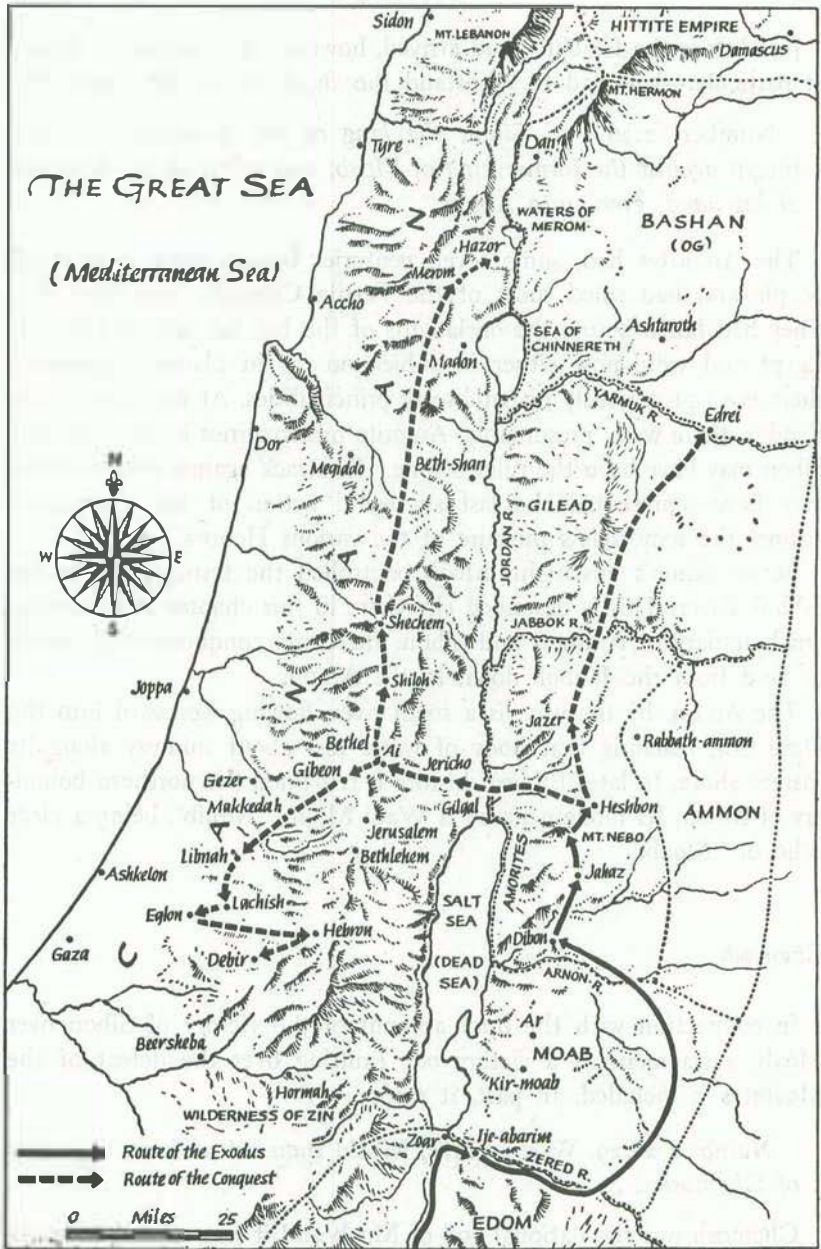 Sidon
MT. LEBANON
HITTITE EMPIRE
Damascus
MT. HERMON
Tyre
Dan
THE GREAT SEA
(Mediterranean Sea)
WATERS OF
MEROM
BASHAN
(OG)
Hazor
Merom
Accho
SEA OF
CHINNERETH
Ashtaroth
Madon
YARMUK R.
Edrei
Dor
Megiddo
Beth-shan
GILEAD
JORDAN R.
N
W
E
S
JABBOK R.
Shechem
Shiloh
Joppa
Jazer
Rabbath-ammon
Bethel
Jericho
Gibeon
Gezer
Makkedah
Gilgal
Heshbon
AMMON
Jerusalem
MT. NEBO
Bethlehem
Libnah
AMORITES
Jahaz
Ashkelon
Lachish
SALT
SEA
Eglon
Hebron
Dibon
Gaza
Debir
(DEAD
SEA)
ARNON R.
CANAAN
Beersheba
MOAB
Kir-moab
Hormah
WILDERNESS OF ZIN
Zoar
Ije-abarim
ZERED R.
Route of the Exodus
Route of the Conquest
0 Miles 25
EDOM